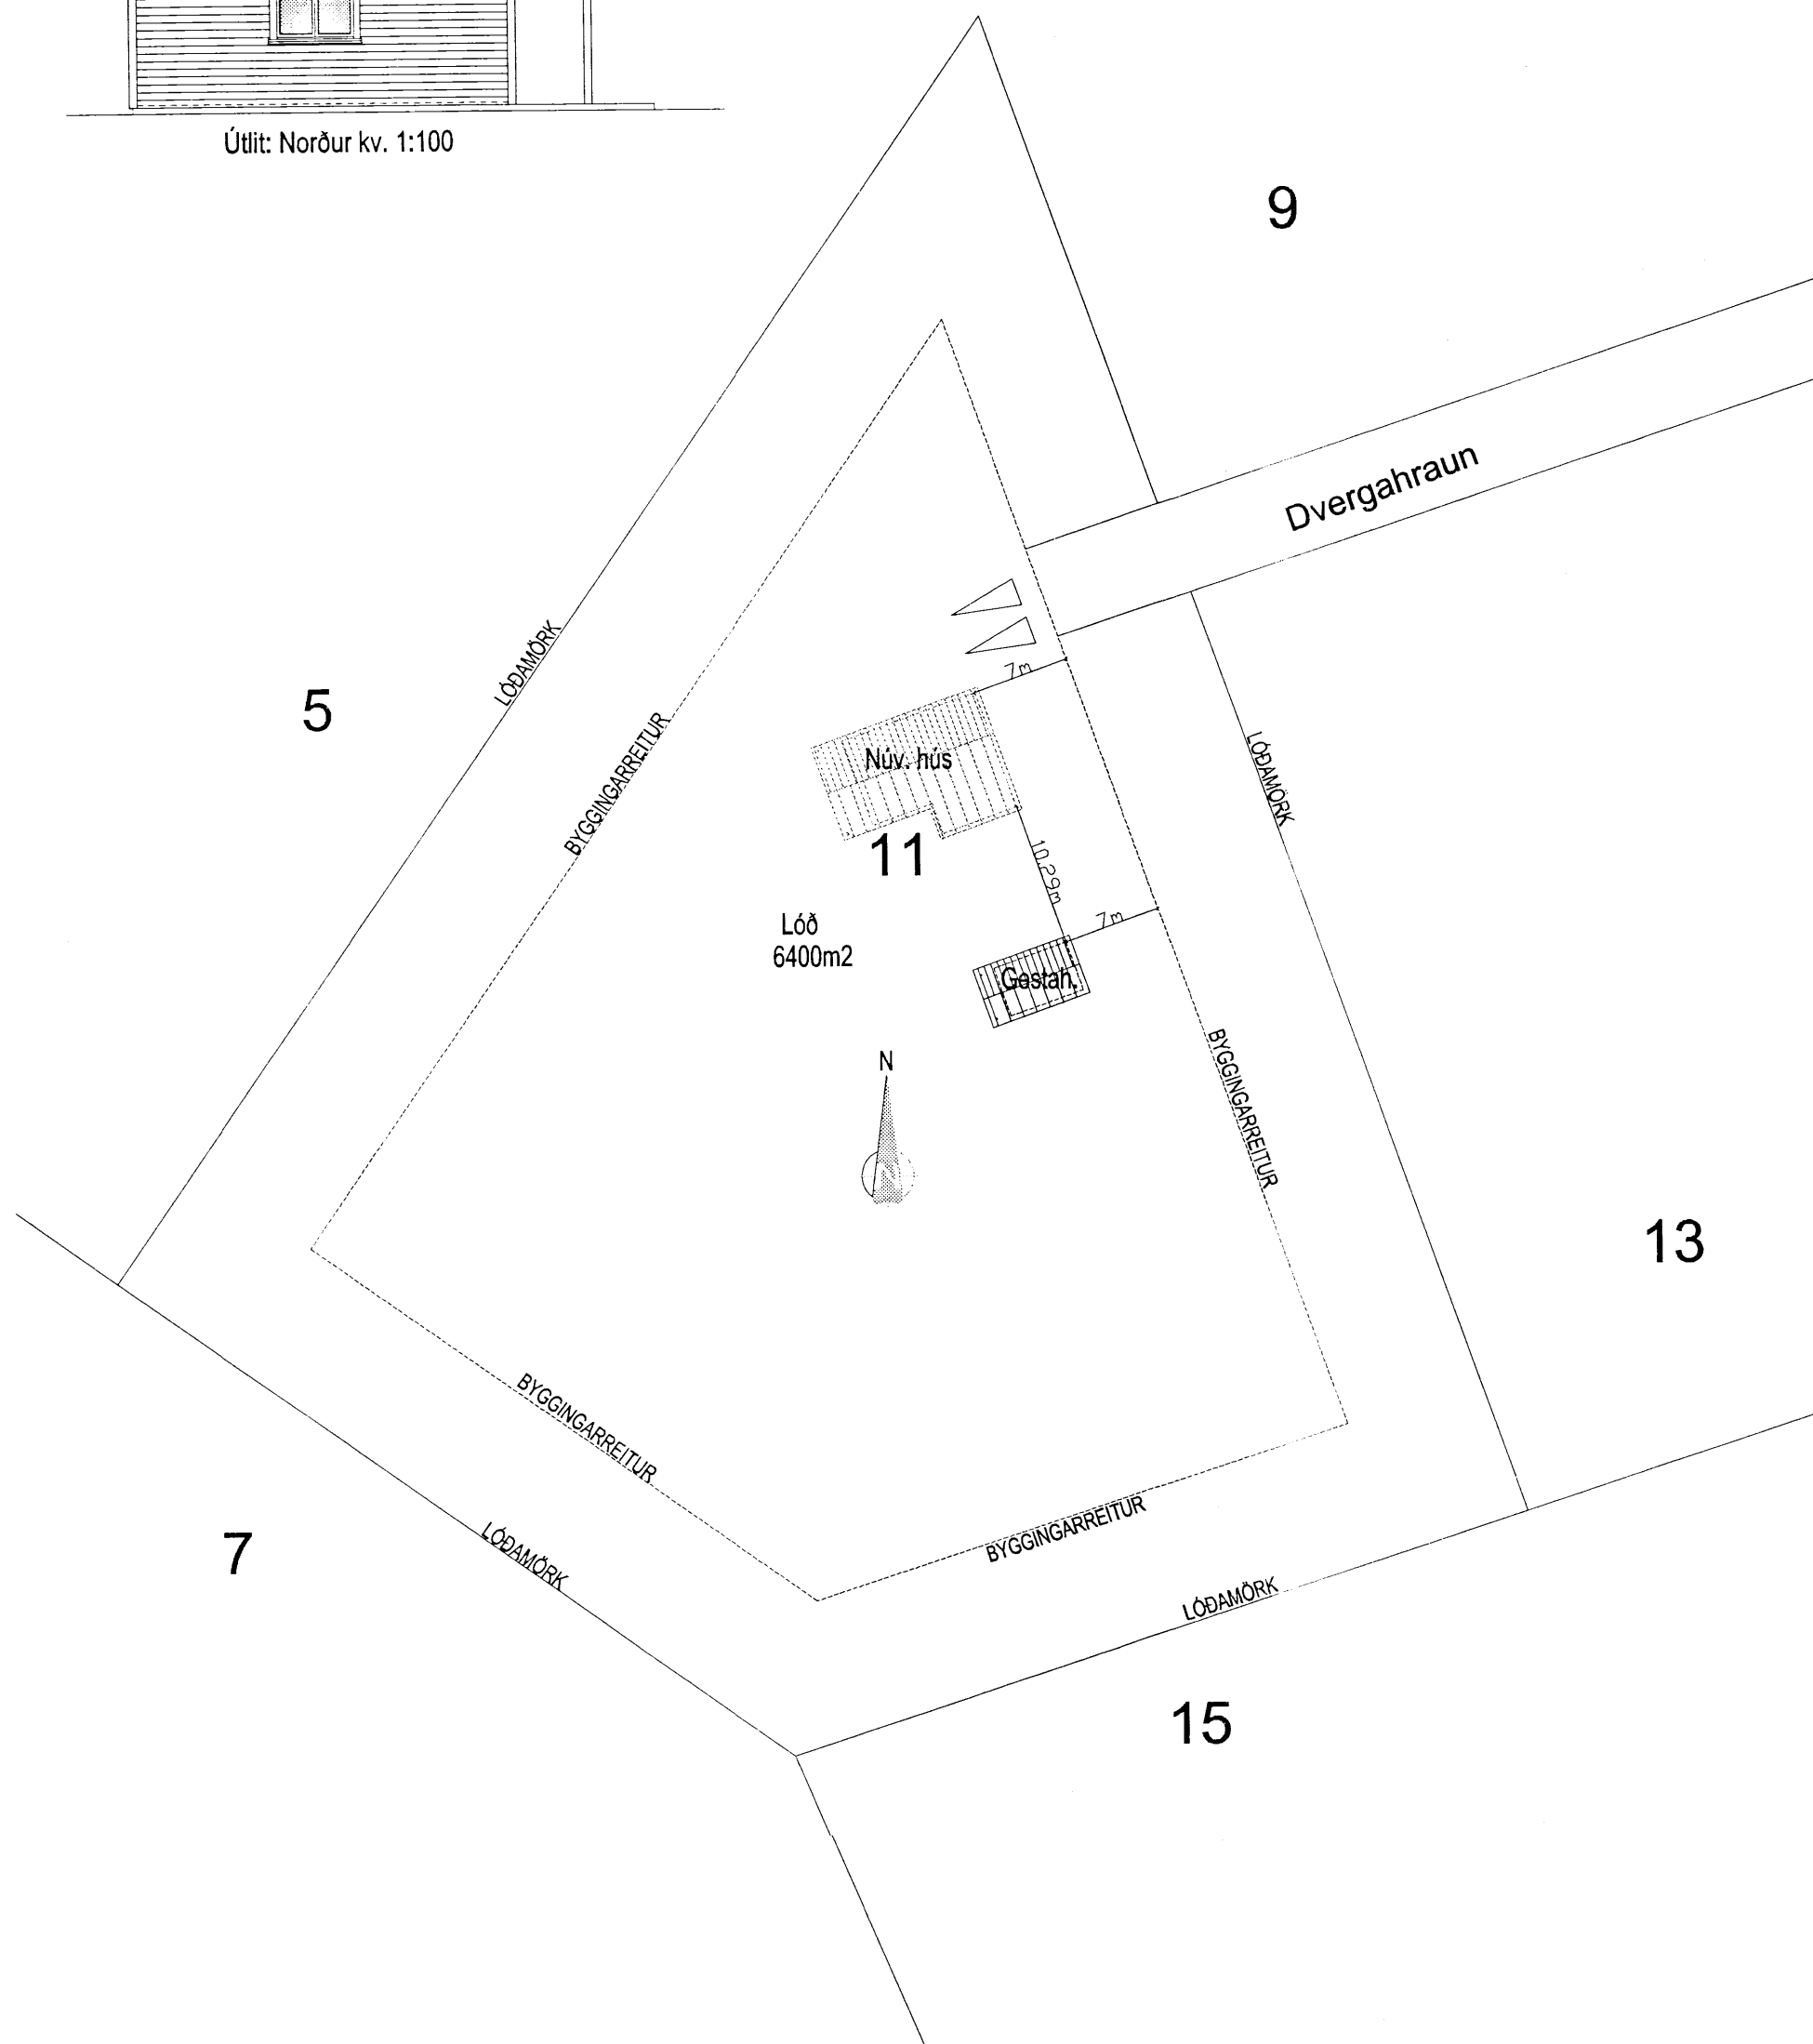 Útlit: Norður kv. 1:100
9
Dvergahraun
LÓÐAMÖRK
5
7m
BYGGINGARREITUR
Núv. hús
LÓÐAMÖRK
11
10,29m
Lóð
6400m2
7m
Gestah.
N
BYGGINGARREITUR
13
BYGGINGARREITUR
BYGGINGARREITUR
7
LÓÐAMÖRK
LÓÐAMÖRK
15